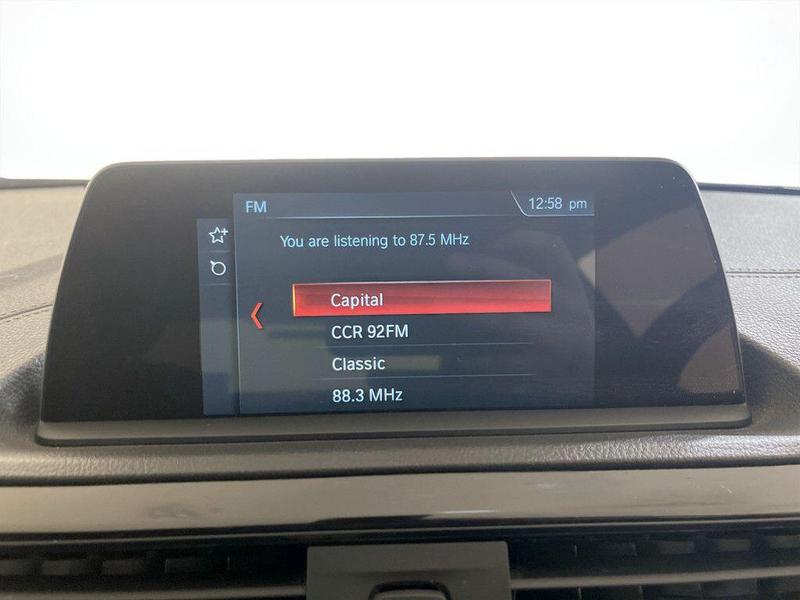 FM
12:58 pm
You are listening to 87.5 MHz
Capital
CCR 92FM
Classic
88.3 MHz